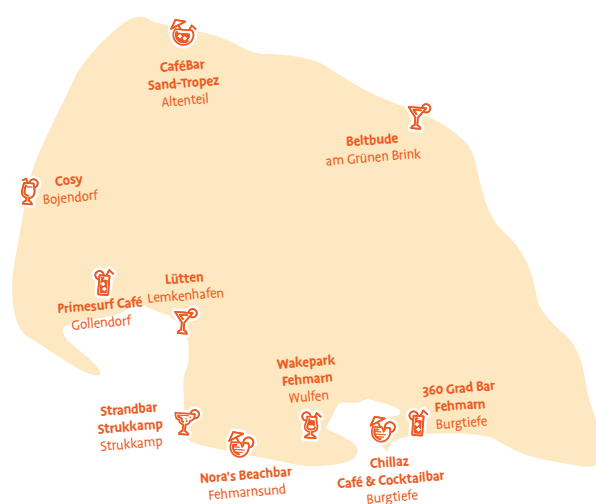 CaféBar
Sand-Tropez
Altenteil
Beltbude
am Grünen Brink
Cosy
Bojendorf
Lütten
Lemkenhafen
Primesurf Café
Gollendorf
Wakepark
Fehmarn
Wulfen
360 Grad Bar
Fehmarn
Burgtiefe
Strandbar
Strukkamp
Strukkamp
Nora's Beachbar
Fehmarnsund
Chillaz
Café & Cocktailbar
Burgtiefe